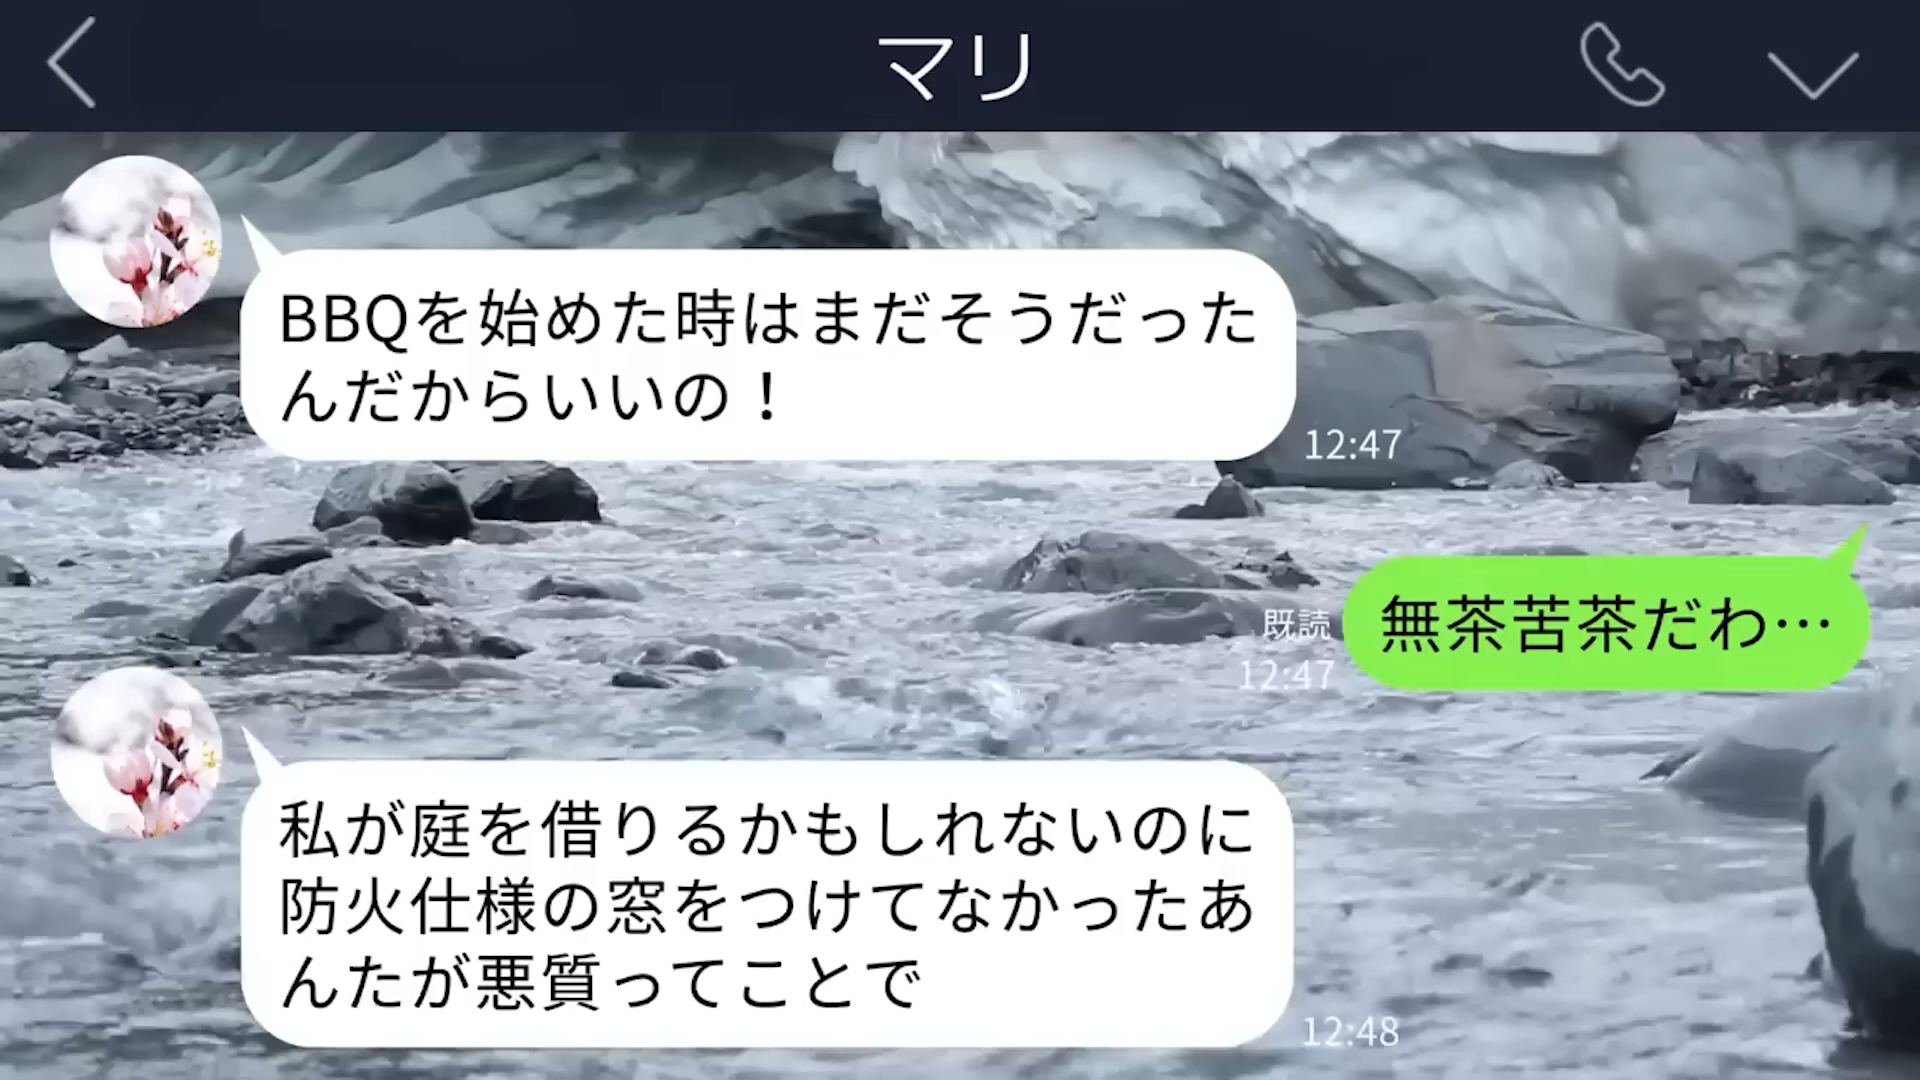 マリ
BBQを始めた時はまだそうだった
んだからいいの！
12:47
無茶苦茶だわ…
既読
12:47
私が庭を借りるかもしれないのに
防火仕様の窓をつけてなかったあ
んたが悪質ってことで
12:48